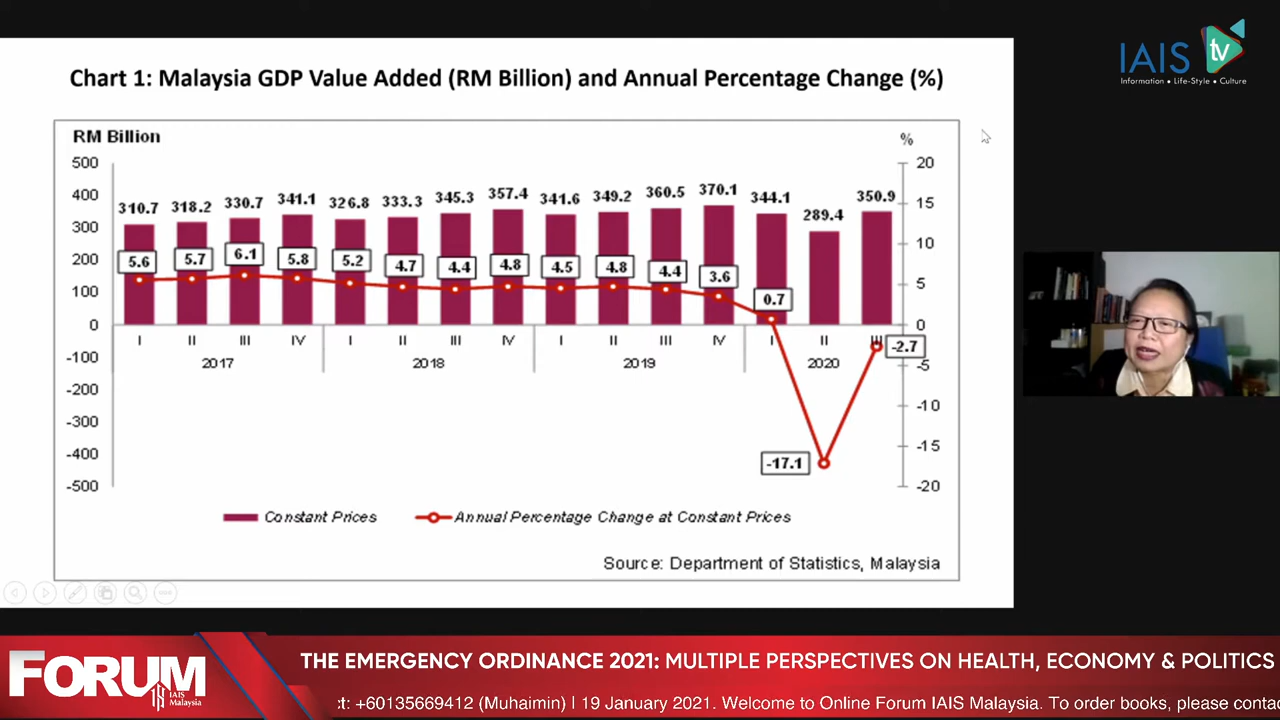 IAIS tv
Information • Life-Style • Culture
Chart 1: Malaysia GDP Value Added (RM Billion) and Annual Percentage Change (%)
RM Billion
%
500
400
300
200
100
0
-100
-200
-300
-400
-500
20
15
10
5
0
-5
-10
-15
-20
310.7 318.2 330.7 341.1 326.8 333.3 345.3 357.4 341.6 349.2 360.5 370.1 344.1 289.4 350.9
5.6 5.7 6.1 5.8 5.2 4.7 4.4 4.8 4.5 4.8 4.4 3.6 0.7 -17.1 -2.7
I II III IV I II III IV I II III IV I II III
2017 2018 2019 2020
Constant Prices Annual Percentage Change at Constant Prices
Source: Department of Statistics, Malaysia
FORUM
IAIS
Malaysia
THE EMERGENCY ORDINANCE 2021: MULTIPLE PERSPECTIVES ON HEALTH, ECONOMY & POLITICS
: +60135669412 (Muhaimin) | 19 January 2021. Welcome to Online Forum IAIS Malaysia. To order books, please